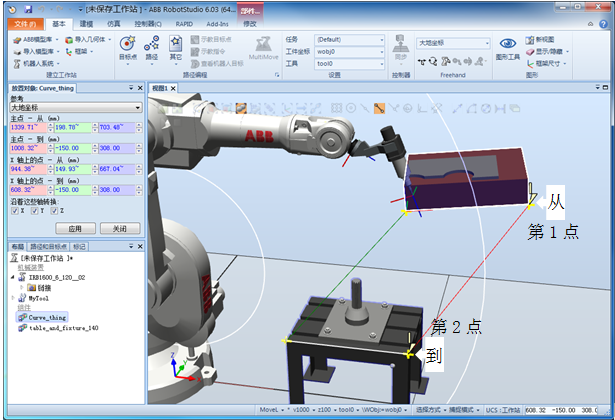 [未保存工作站] - ABB RobotStudio 6.03 (64...
部件...
文件(F) 基本 建模 仿真 控制器(C) RAPID Add-Ins 修改
ABB模型库 导入几何体
导入模型库 框架
机器人系统
建立工作站
目标点 路径 其它
示教目标点
示教指令
查看机器人目标
MultiMove
路径编程
任务 (Default)
工件坐标 wobj0
工具 tool0
设置
同步
控制器
大地坐标
Freehand
图形工具
新视图
显示/隐藏
框架尺寸
图形
放置对象: Curve_thing
视图1
参考
大地坐标
主点 - 从 (mm)
1339.71 198.78 703.48
主点 - 到 (mm)
1008.32 -150.00 308.00
X 轴上的点 - 从 (mm)
944.38 149.93 667.04
X 轴上的点 - 到 (mm)
608.32 -150.00 308.00
沿着这些轴转换:
X Y Z
应用 关闭
布局 路径和目标点 标记
[未保存工作站]*
机械装置
IRB1600_6_120__02
链接
MyTool
组件
Curve_thing
table_and_fixture_140
ABB
从
第1点
第2点
到
Z
Y
X
MoveL * v1000 z100 tool0 \WObj:=wobj0 选择方式 捕捉模式 UCS: 工作站 608.32 -150.00 308.0